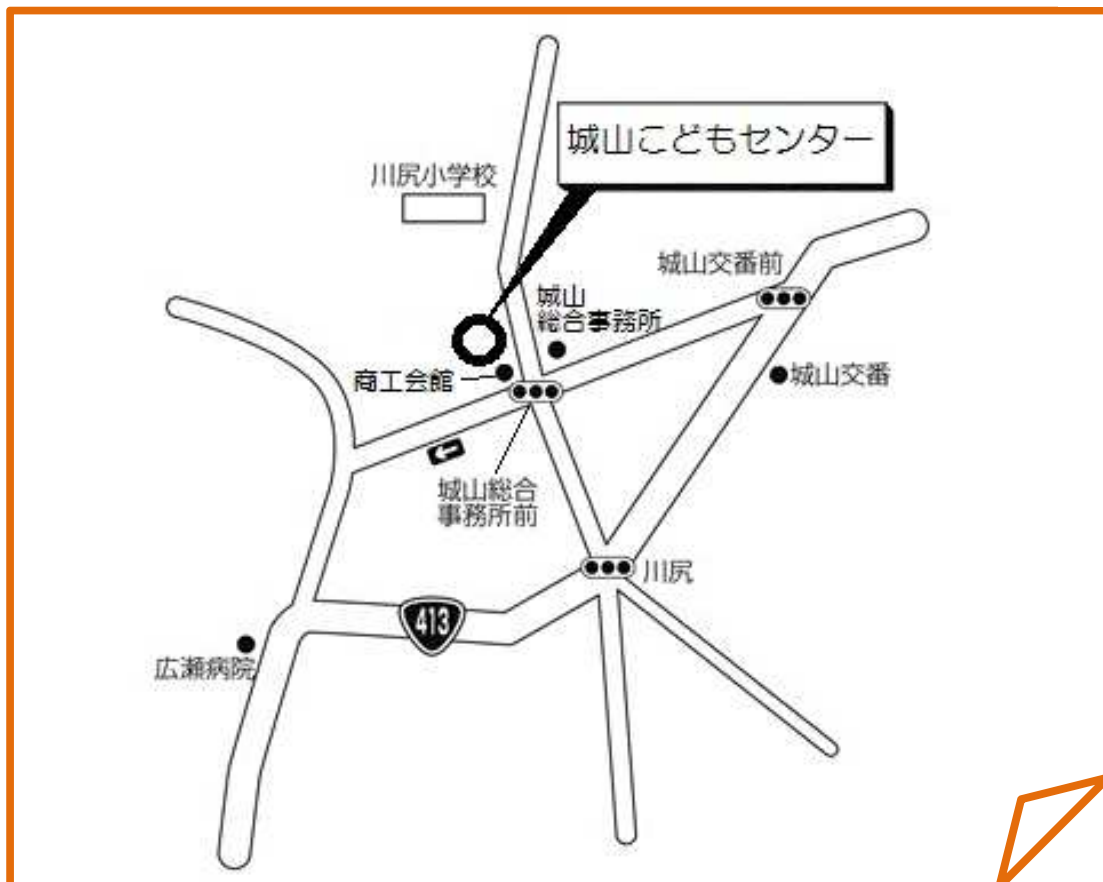 城山こどもセンター
川尻小学校
城山交番前
城山
総合事務所
商工会館
城山交番
城山総合
事務所前
川尻
413
広瀬病院